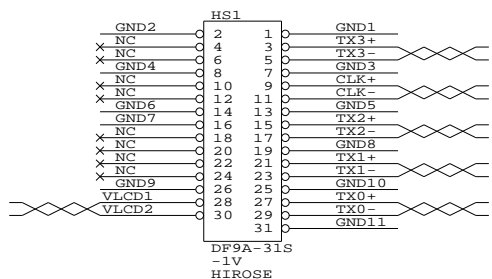 HS1
GND2 2 1 GND1
NC 4 3 TX3+
NC 6 5 TX3-
GND4 8 7 GND3
NC 10 9 CLK+
NC 12 11 CLK-
GND6 14 13 GND5
GND7 16 15 TX2+
NC 18 17 TX2-
NC 20 19 GND8
NC 22 21 TX1+
NC 24 23 TX1-
GND9 26 25 GND10
VLCD1 28 27 TX0+
VLCD2 30 29 TX0-
31 GND11
DF9A-31S
-1V
HIROSE